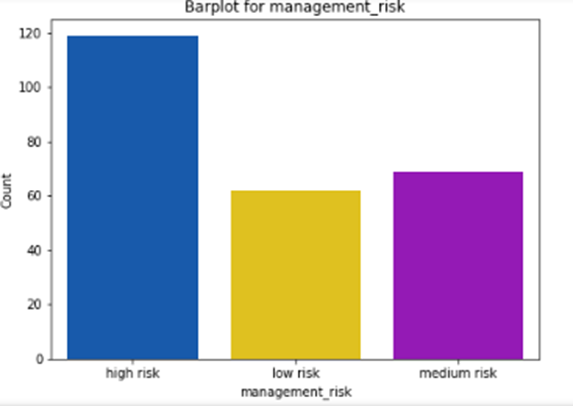 Barplot for management_risk
120
100
80
60
40
20
0
Count
high risk low risk medium risk
management_risk